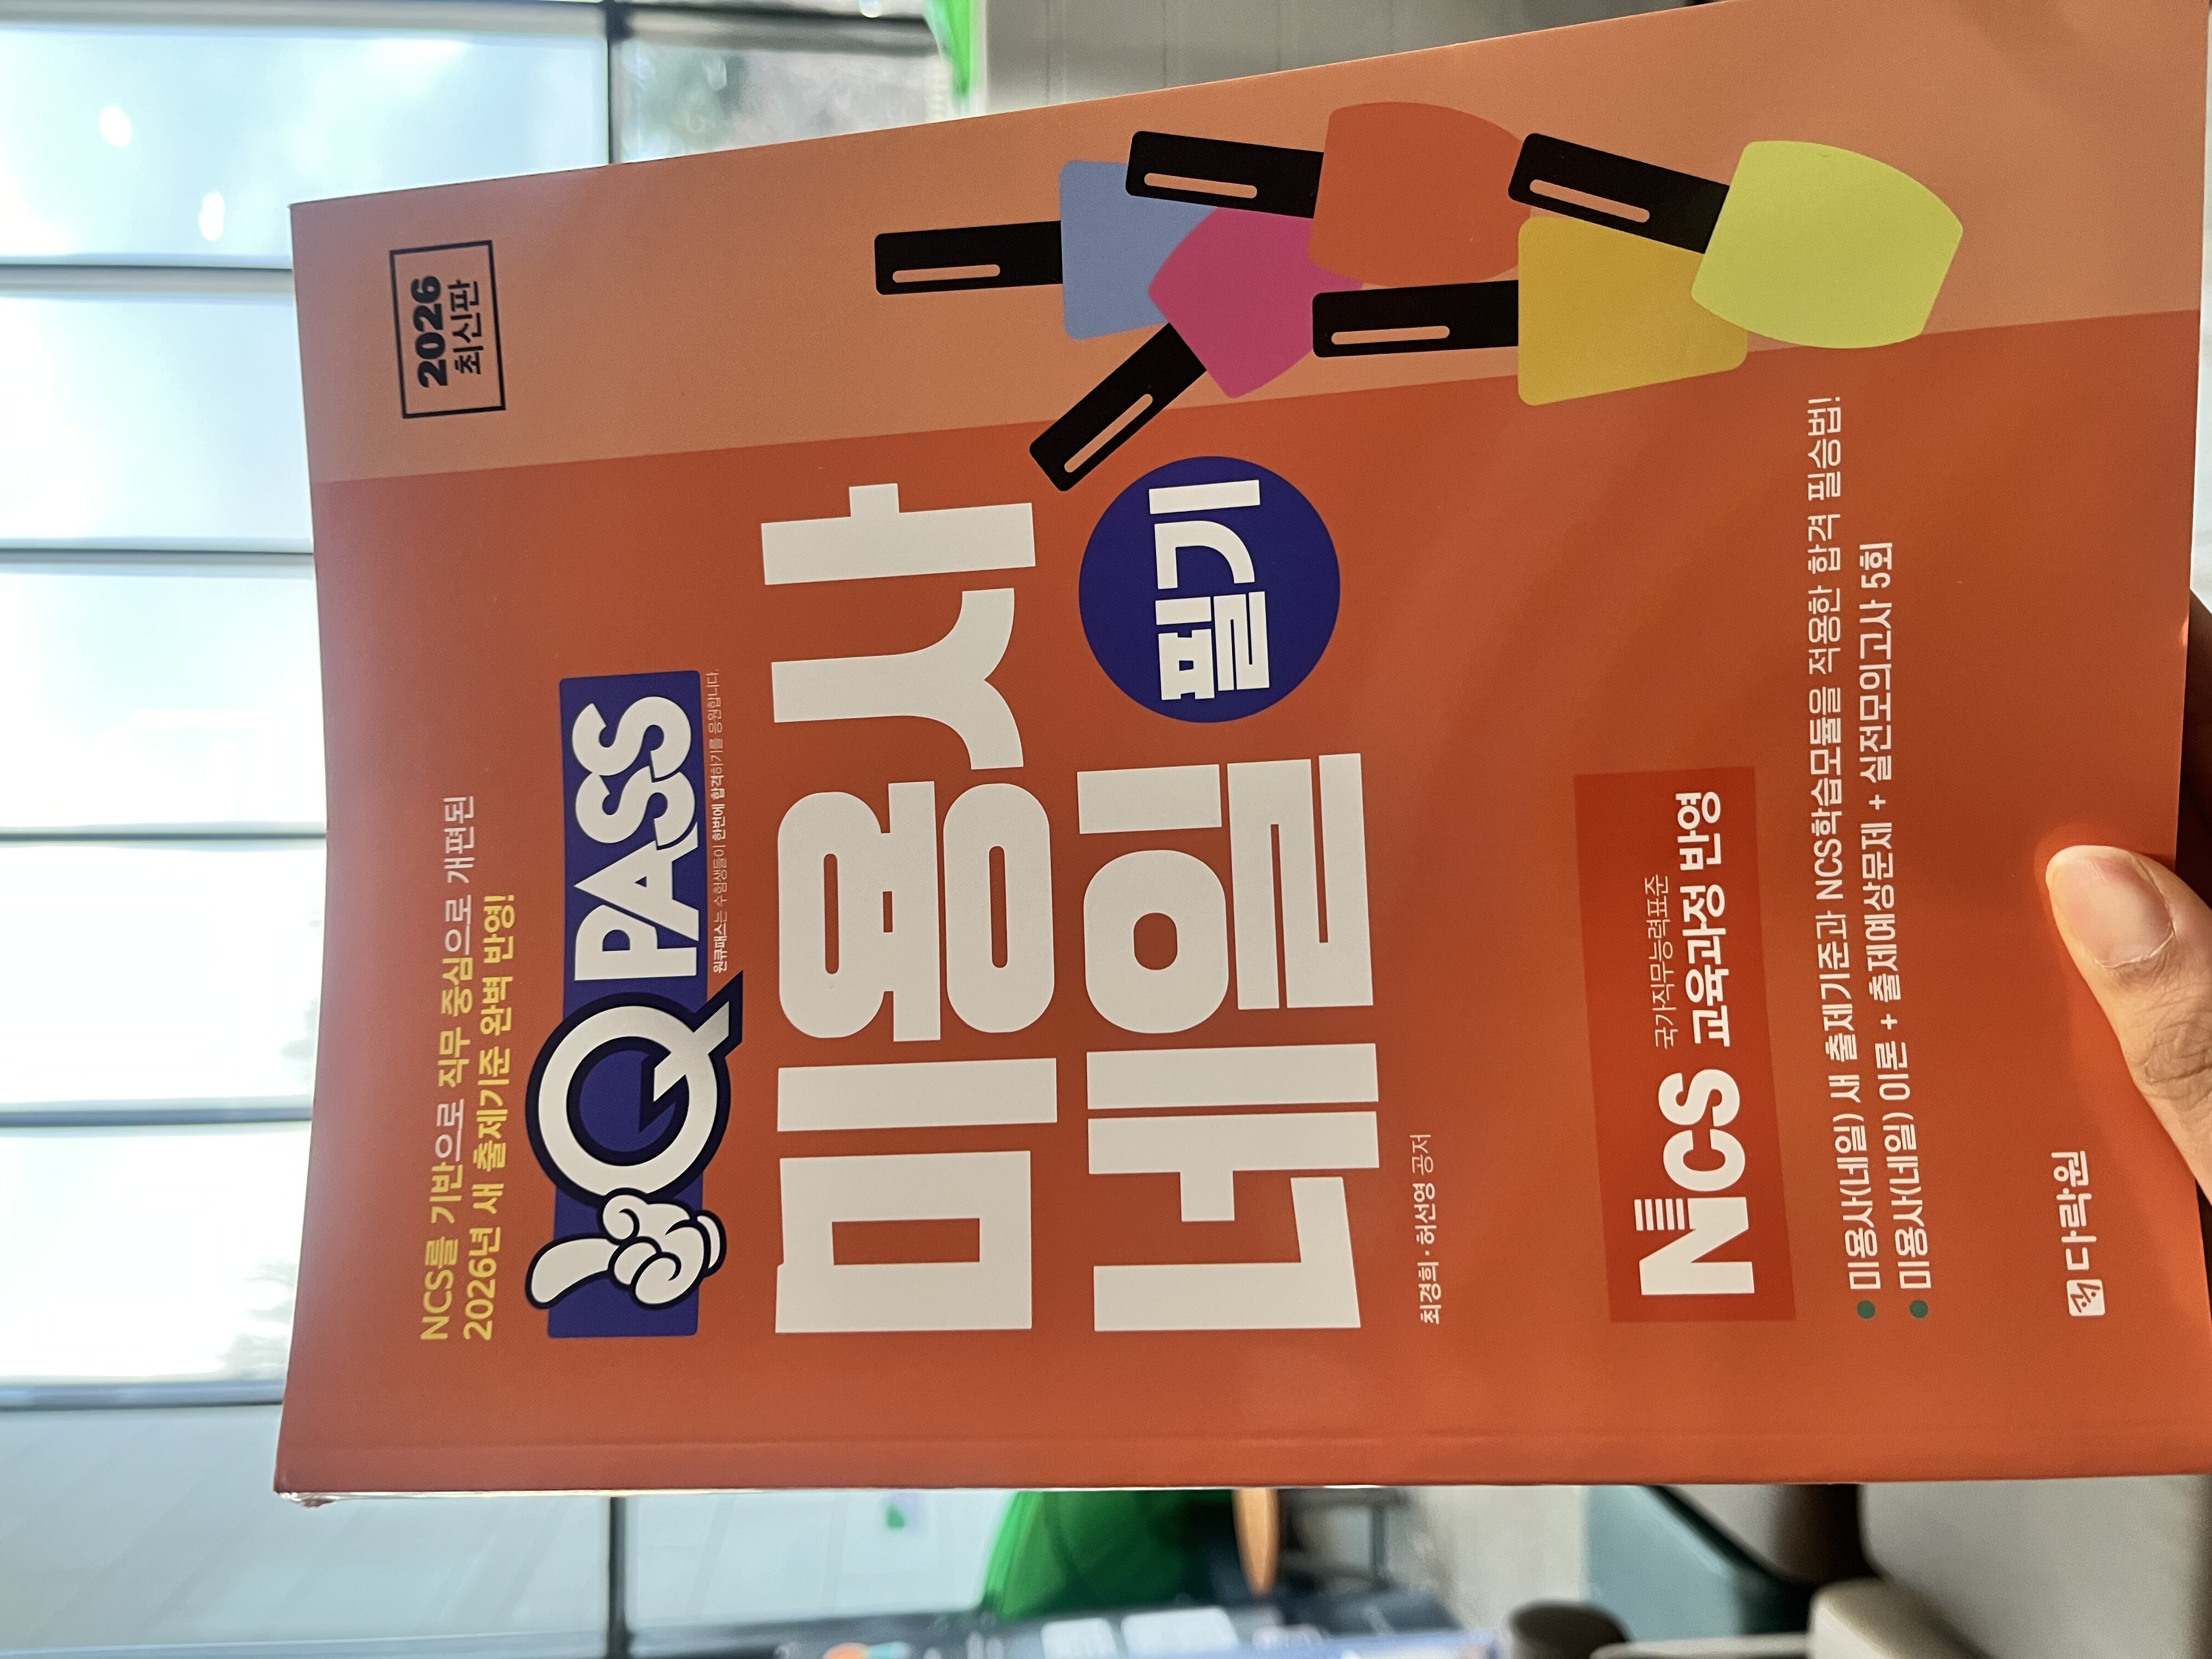 2026
최신판
NCS를 기반으로 직무 중심으로 개편된
2026년 새 출제기준 완벽 반영!
Q PASS
원큐패스는 수험생들이 한번에 합격하기를 응원합니다.
미용사
네일 필기
최경희·허선영 공저
NCS 국가직무능력표준
교육과정 반영
미용사(네일) 새 출제기준과 NCS학습모듈을 적용한 합격 필승법!
미용사(네일) 이론 + 출제예상문제 + 실전모의고사 5회
다락원